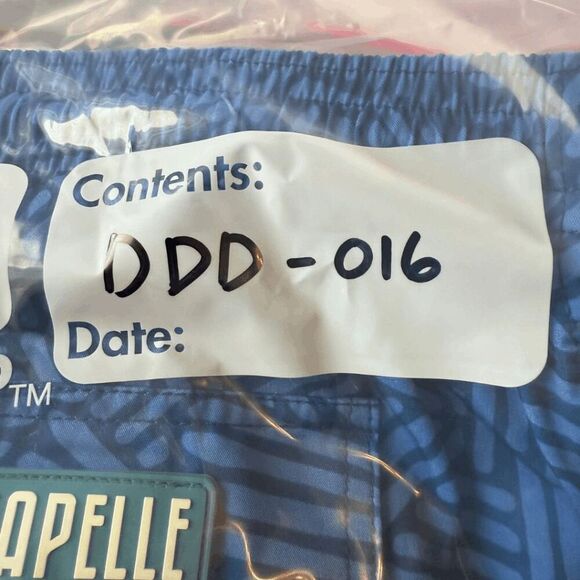 Contents:
DDD-016
Date:
TM
APELLE